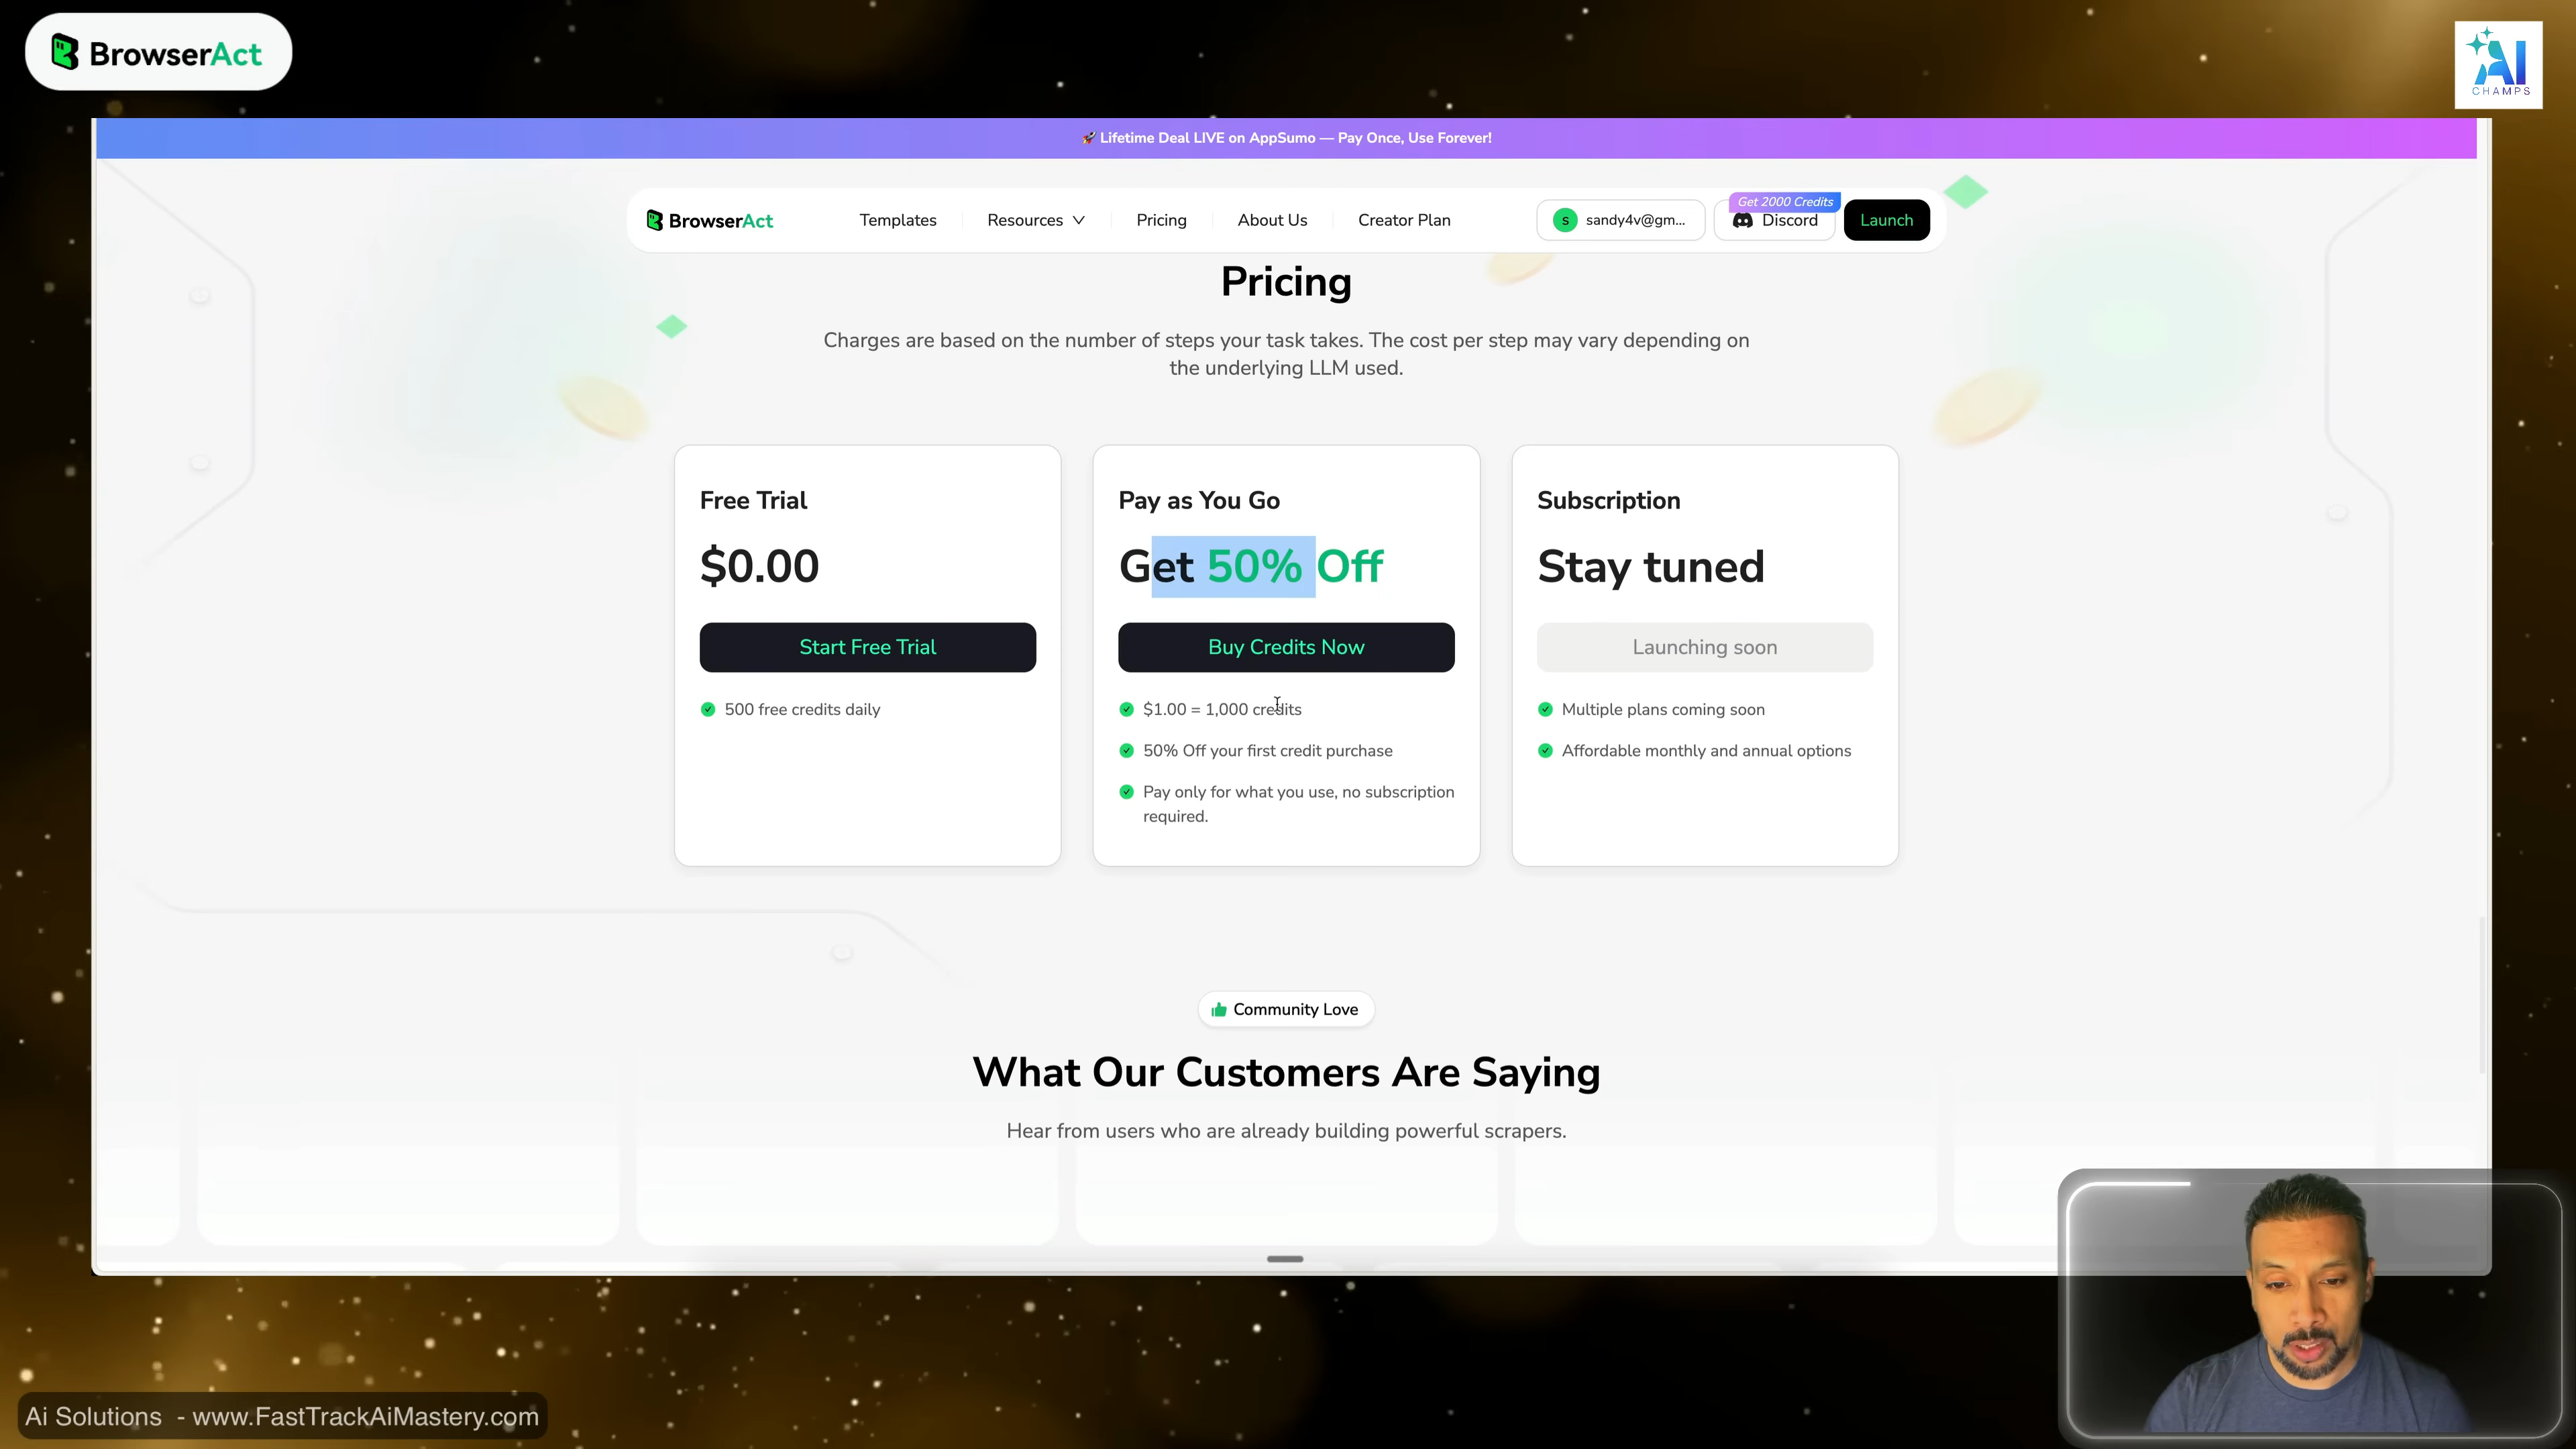 BrowserAct
AI
CHAMPS
🚀 Lifetime Deal LIVE on AppSumo — Pay Once, Use Forever!
BrowserAct
Templates
Resources
Pricing
About Us
Creator Plan
s
sandy4v@gm...
Get 2000 Credits
Discord
Launch
Pricing
Charges are based on the number of steps your task takes. The cost per step may vary depending on
the underlying LLM used.
Free Trial
$0.00
Start Free Trial
500 free credits daily
Pay as You Go
Get 50% Off
Buy Credits Now
$1.00 = 1,000 credits
50% Off your first credit purchase
Pay only for what you use, no subscription
required.
Subscription
Stay tuned
Launching soon
Multiple plans coming soon
Affordable monthly and annual options
Community Love
What Our Customers Are Saying
Hear from users who are already building powerful scrapers.
Ai Solutions - www.FastTrackAiMastery.com